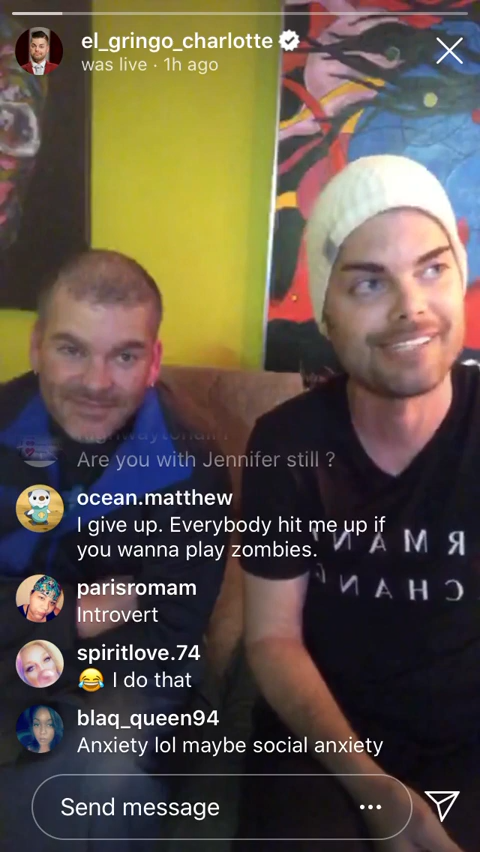 el_gringo_charlotte
was live · 1h ago
Are you with Jennifer still ?
ocean.matthew
I give up. Everybody hit me up if
you wanna play zombies.
parisromam
Introvert
spiritlove.74
😂 I do that
blaq_queen94
Anxiety lol maybe social anxiety
Send message